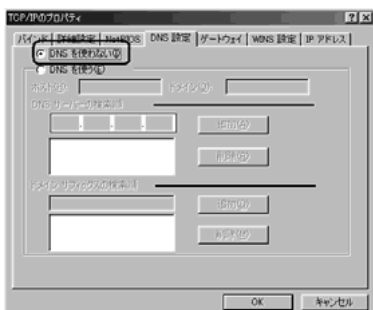 TCP/IPのプロパティ
バインド 詳細設定 NetBIOS DNS 設定 ゲートウェイ WINS 設定 IP アドレス
DNS を使わない(I)
DNS を使う(E)
ホスト(H): ドメイン(O):
DNS サーバーの検索順
追加(A)
削除(R)
ドメイン サフィックスの検索順
追加(D)
削除(V)
OK キャンセル